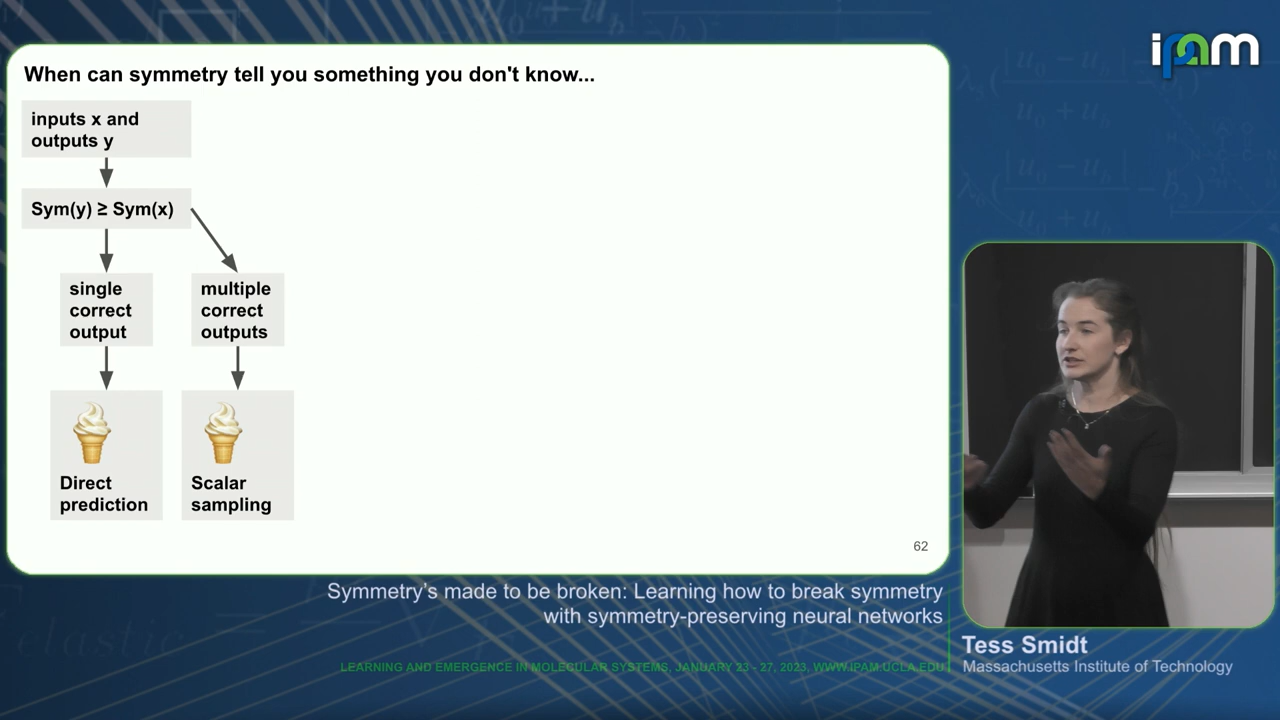 ipam
When can symmetry tell you something you don't know...
inputs x and
outputs y
Sym(y) ≥ Sym(x)
single
correct
output
multiple
correct
outputs
Direct
prediction
Scalar
sampling
62
Symmetry's made to be broken: Learning how to break symmetry
with symmetry-preserving neural networks
Tess Smidt
Massachusetts Institute of Technology
LEARNING AND EMERGENCE IN MOLECULAR SYSTEMS, JANUARY 23 - 27, 2023, WWW.IPAM.UCLA.EDU
elastic